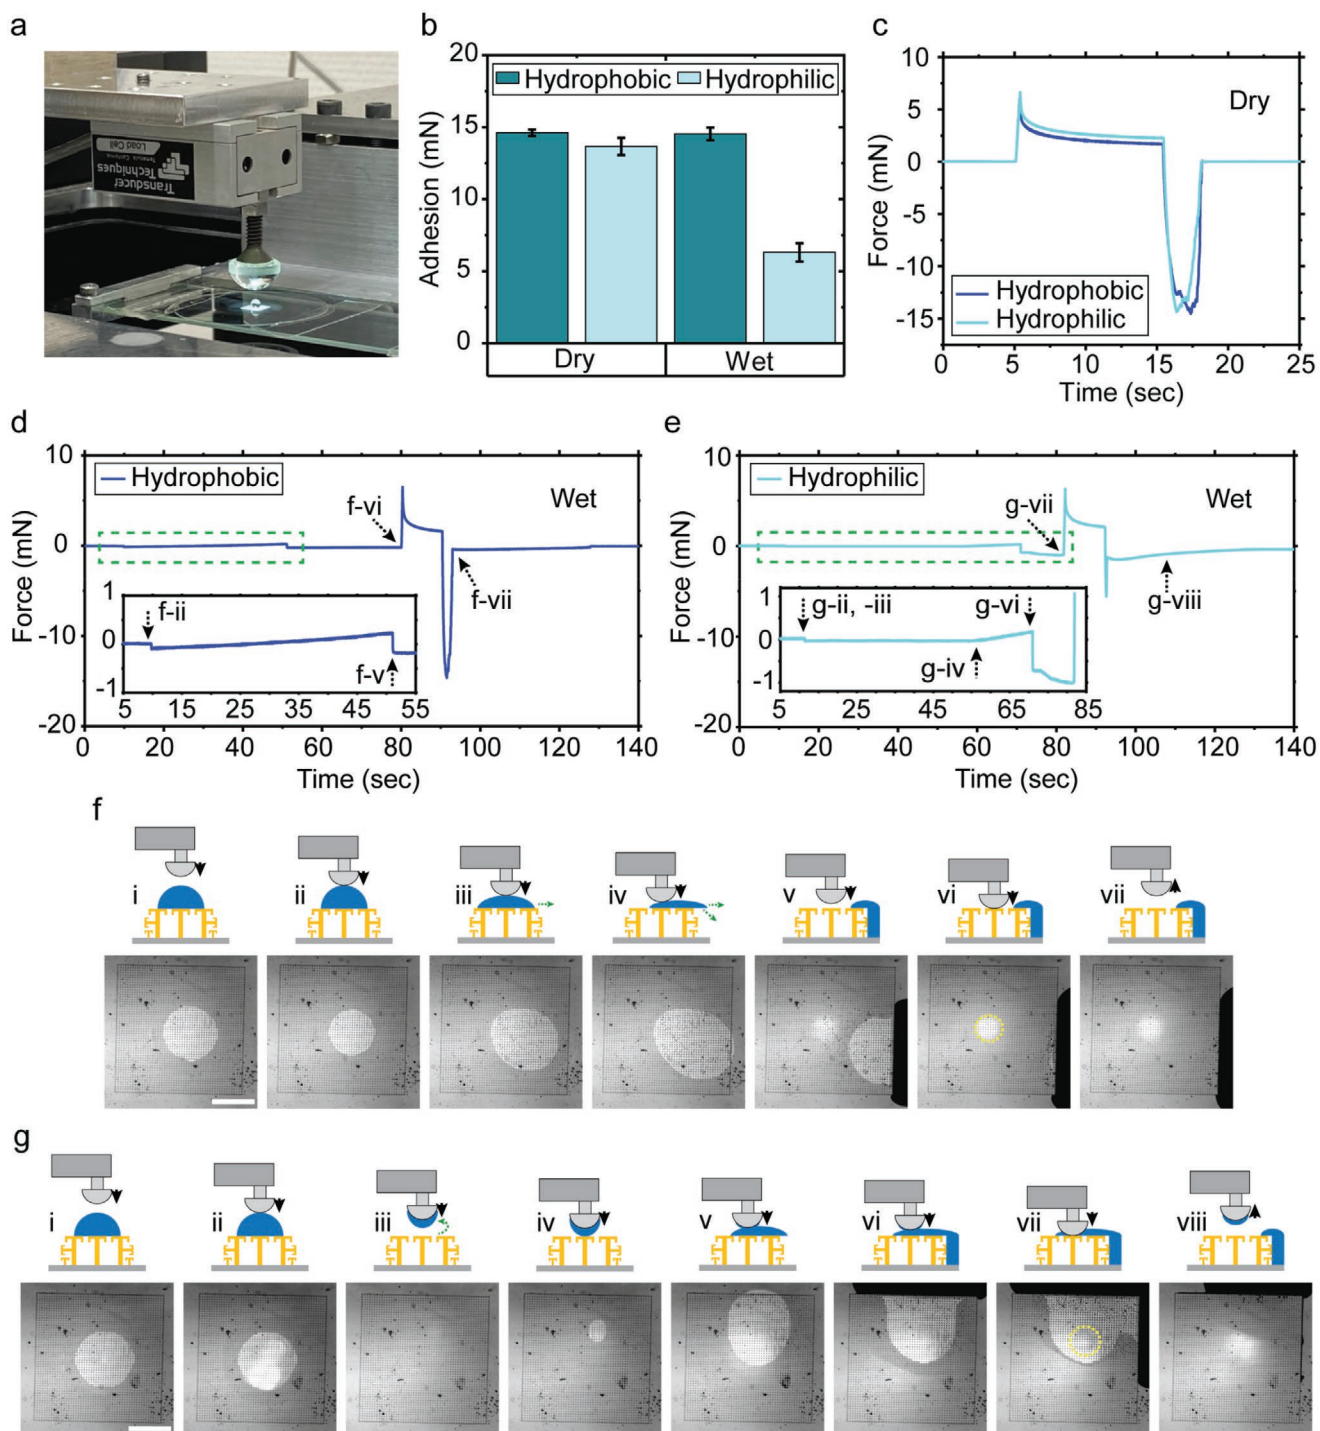 a
Transducer
Techniques
Temecula, California
Load Cell
b
20
15
10
5
0
Adhesion (mN)
Hydrophobic
Hydrophilic
Dry
Wet
c
10
5
0
-5
-10
-15
Force (mN)
Dry
Hydrophobic
Hydrophilic
0 5 10 15 20 25
Time (sec)
d
10
0
-10
-20
Force (mN)
Hydrophobic
Wet
f-vi
f-vii
1
0
-1
f-ii
f-v
5 15 25 35 45 55
0 20 40 60 80 100 120 140
Time (sec)
e
10
0
-10
-20
Force (mN)
Hydrophilic
Wet
g-vii
g-viii
1
0
-1
g-ii, -iii
g-vi
g-iv
5 25 45 65 85
0 20 40 60 80 100 120 140
Time (sec)
f
i ii iii iv v vi vii
g
i ii iii iv v vi vii viii